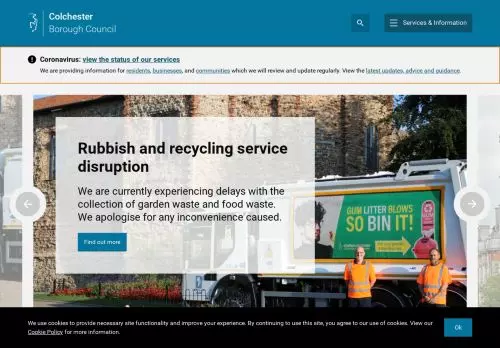 Colchester
Borough Council
Services & Information
Coronavirus: view the status of our services
We are providing information for residents, businesses, and communities which we will review and update regularly. View the latest updates, advice and guidance.
Rubbish and recycling service
disruption
We are currently experiencing delays with the
collection of garden waste and food waste.
We apologise for any inconvenience caused.
Find out more
GUM LITTER BLOWS
SO BIN IT!
We use cookies to provide necessary site functionality and improve your experience. By continuing to use this site, you agree to our use of cookies. View our
Cookie Policy for more information.
Ok